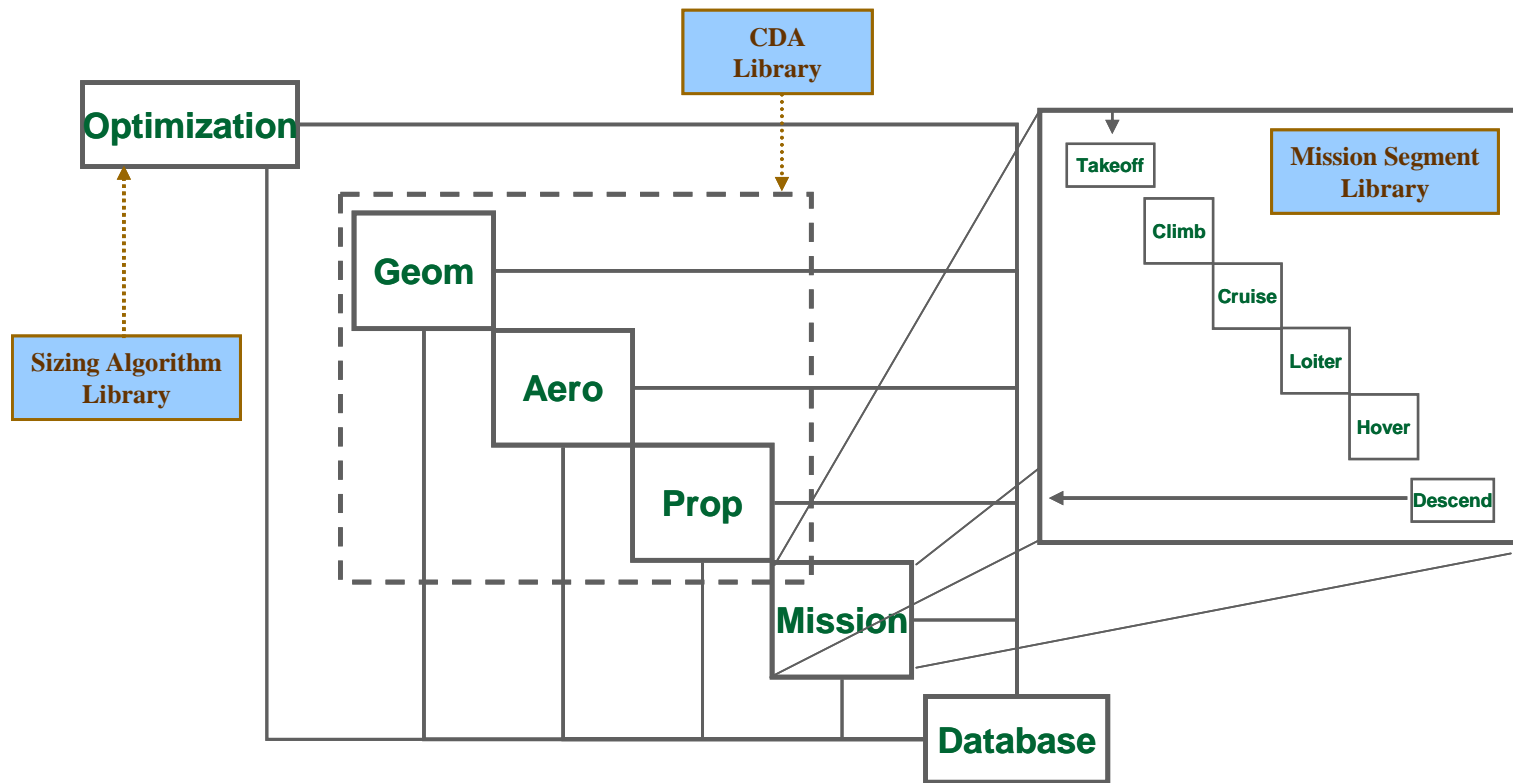 CDA
Library
Optimization
Mission Segment
Library
Takeoff
Climb
Geom
Cruise
Sizing Algorithm
Library
Loiter
Aero
Hover
Prop
Descend
Mission
Database